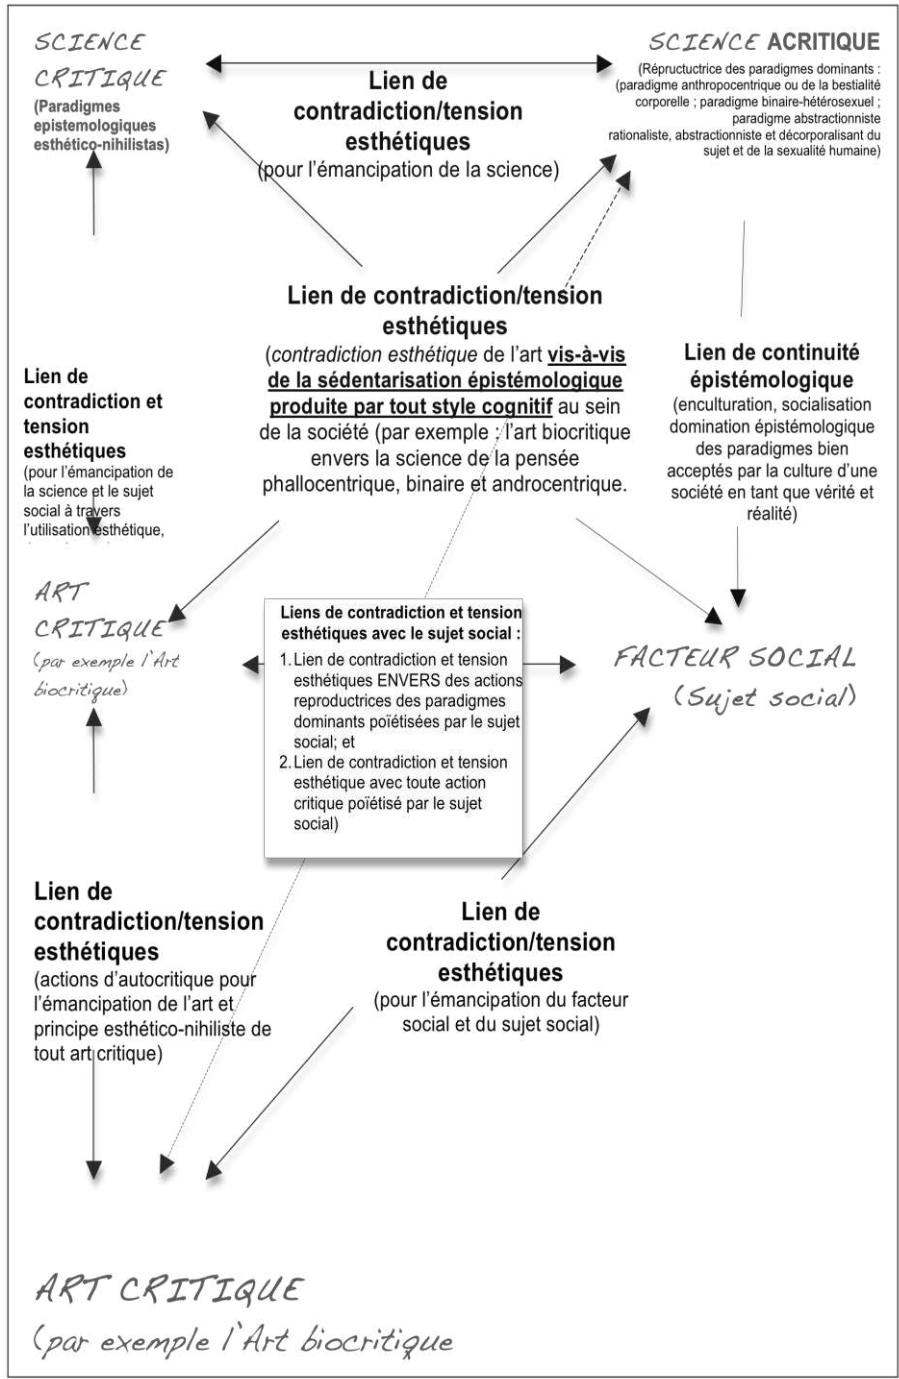 SCIENCE
CRITIQUE
(Paradigmes
epistemologiques
esthético-nihilistas)
SCIENCE ACRITIQUE
(Répructuctrice des paradigmes dominants :
(paradigme anthropocentrique ou de la bestialité
corporelle ; paradigme binaire-hétérosexuel ;
paradigme abstractionniste
rationaliste, abstractionniste et décorporalisant du
sujet et de la sexualité humaine)
Lien de
contradiction/tension
esthétiques
(pour l’émancipation de la science)
Lien de contradiction/tension
esthétiques
(contradiction esthétique de l’art vis-à-vis
de la sédentarisation épistémologique
produite par tout style cognitif au sein
de la société (par exemple : l’art biocritique
envers la science de la pensée
phallocentrique, binaire et androcentrique.
Lien de continuité
épistémologique
(enculturation, socialisation
domination épistémologique
des paradigmes bien
acceptés par la culture d’une
société en tant que vérité et
réalité)
Lien de
contradiction et
tension
esthétiques
(pour l’émancipation de
la science et le sujet
social à travers
l’utilisation esthétique,
ART
CRITIQUE
(par exemple l’Art
biocritique)
Liens de contradiction et tension
esthétiques avec le sujet social :
1. Lien de contradiction et tension
esthétiques ENVERS des actions
reproductrices des paradigmes
dominants poïétisées par le sujet
social; et
2. Lien de contradiction et tension
esthétique avec toute action
critique poïétisé par le sujet
social)
FACTEUR SOCIAL
(Sujet social)
Lien de
contradiction/tension
esthétiques
(actions d’autocritique pour
l’émancipation de l’art et
principe esthético-nihiliste de
tout art critique)
Lien de
contradiction/tension
esthétiques
(pour l’émancipation du facteur
social et du sujet social)
ART CRITIQUE
(par exemple l’Art biocritique